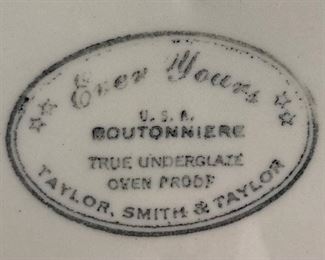 Ever Yours
U. S. A.
BOUTONNIERE
TRUE UNDERGLAZE
OVEN PROOF
TAYLOR, SMITH & TAYLOR